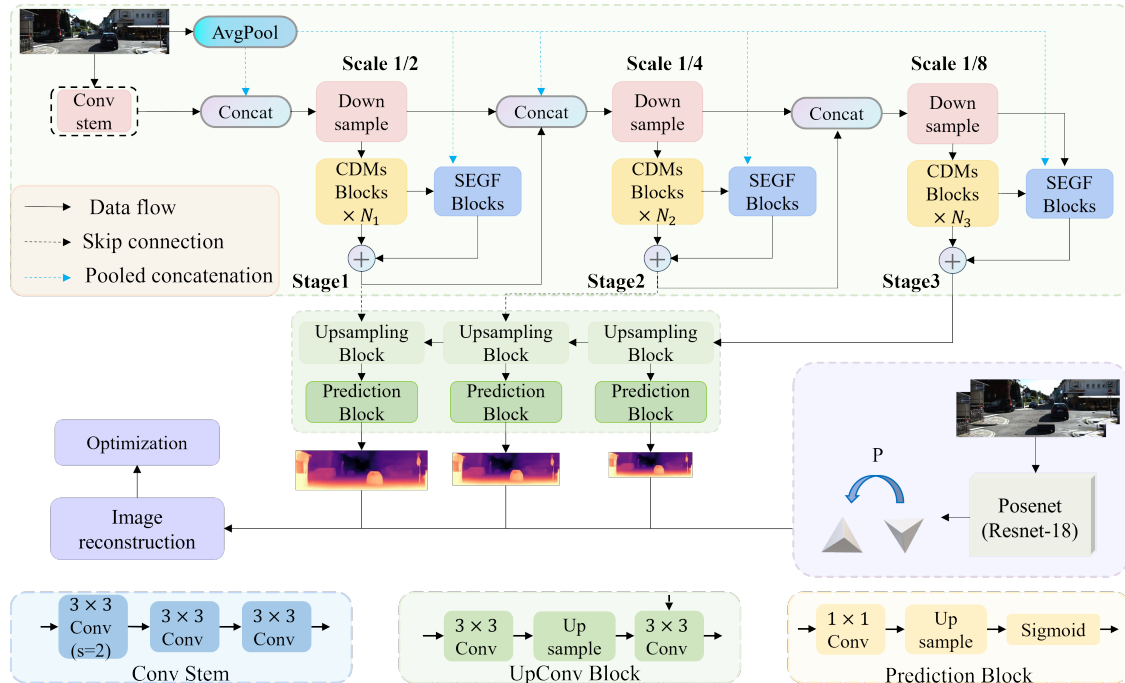 AvgPool
Scale 1/2
Scale 1/4
Scale 1/8
Conv
stem
Concat
Down
sample
Concat
Down
sample
Concat
Down
sample
CDMs
Blocks
× N₁
SEGF
Blocks
CDMs
Blocks
× N₂
SEGF
Blocks
CDMs
Blocks
× N₃
SEGF
Blocks
Data flow
Skip connection
Pooled concatenation
+
+
+
Stage1
Stage2
Stage3
Upsampling
Block
Upsampling
Block
Upsampling
Block
Prediction
Block
Prediction
Block
Prediction
Block
Optimization
Image
reconstruction
P
Posenet
(Resnet-18)
3 × 3
Conv
(s=2)
3 × 3
Conv
3 × 3
Conv
Conv Stem
3 × 3
Conv
Up
sample
3 × 3
Conv
UpConv Block
1 × 1
Conv
Up
sample
Sigmoid
Prediction Block